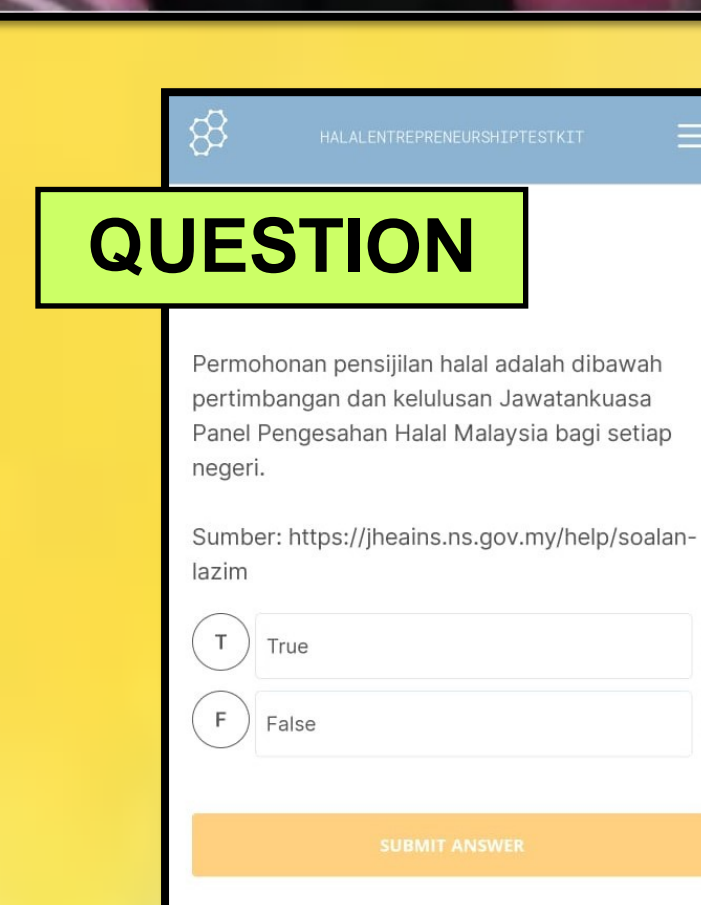 HALALENTREPRENEURSHIPTESTKIT
QUESTION
Permohonan pensijilan halal adalah dibawah
pertimbangan dan kelulusan Jawatankuasa
Panel Pengesahan Halal Malaysia bagi setiap
negeri.
Sumber: https://jheains.ns.gov.my/help/soalan-
lazim
T True
F False
SUBMIT ANSWER